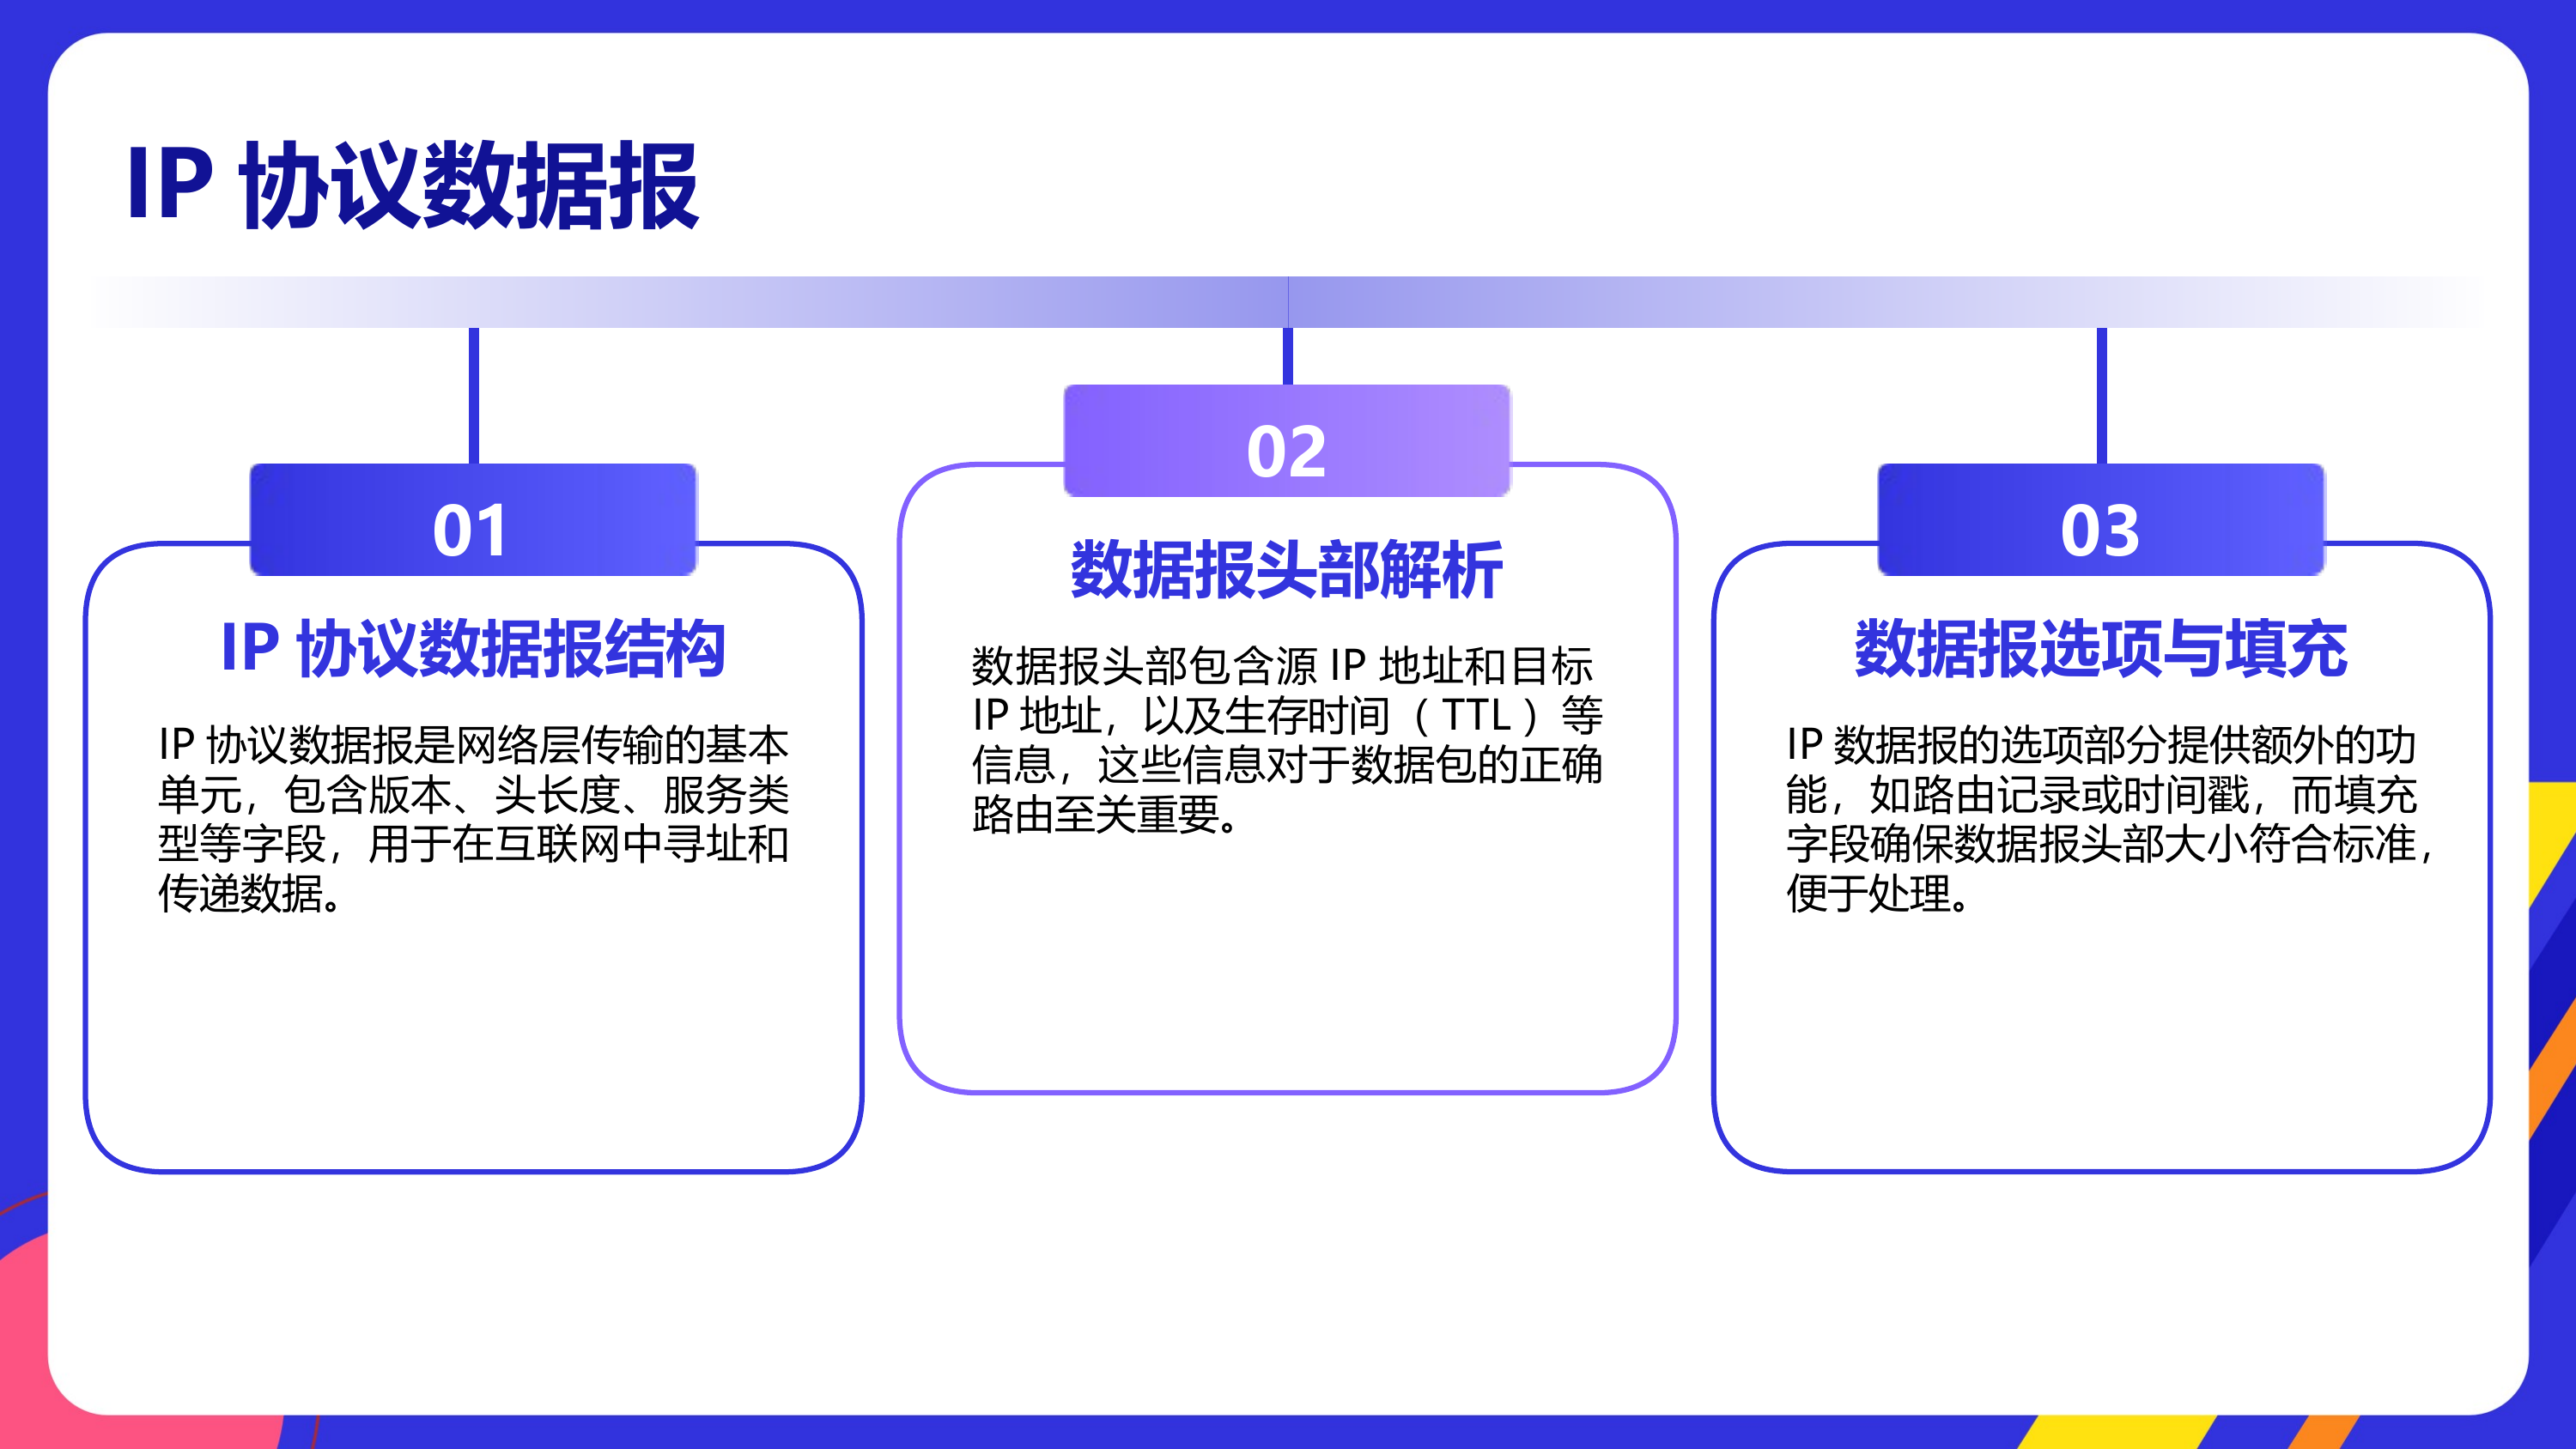 IP 协议数据报
01
IP 协议数据报结构
IP 协议数据报是网络层传输的基本
单元，包含版本、头长度、服务类
型等字段，用于在互联网中寻址和
传递数据。
02
数据报头部解析
数据报头部包含源 IP 地址和目标
IP 地址，以及生存时间（ TTL ）等
信息，这些信息对于数据包的正确
路由至关重要。
03
数据报选项与填充
IP 数据报的选项部分提供额外的功
能，如路由记录或时间戳，而填充
字段确保数据报头部大小符合标准，
便于处理。